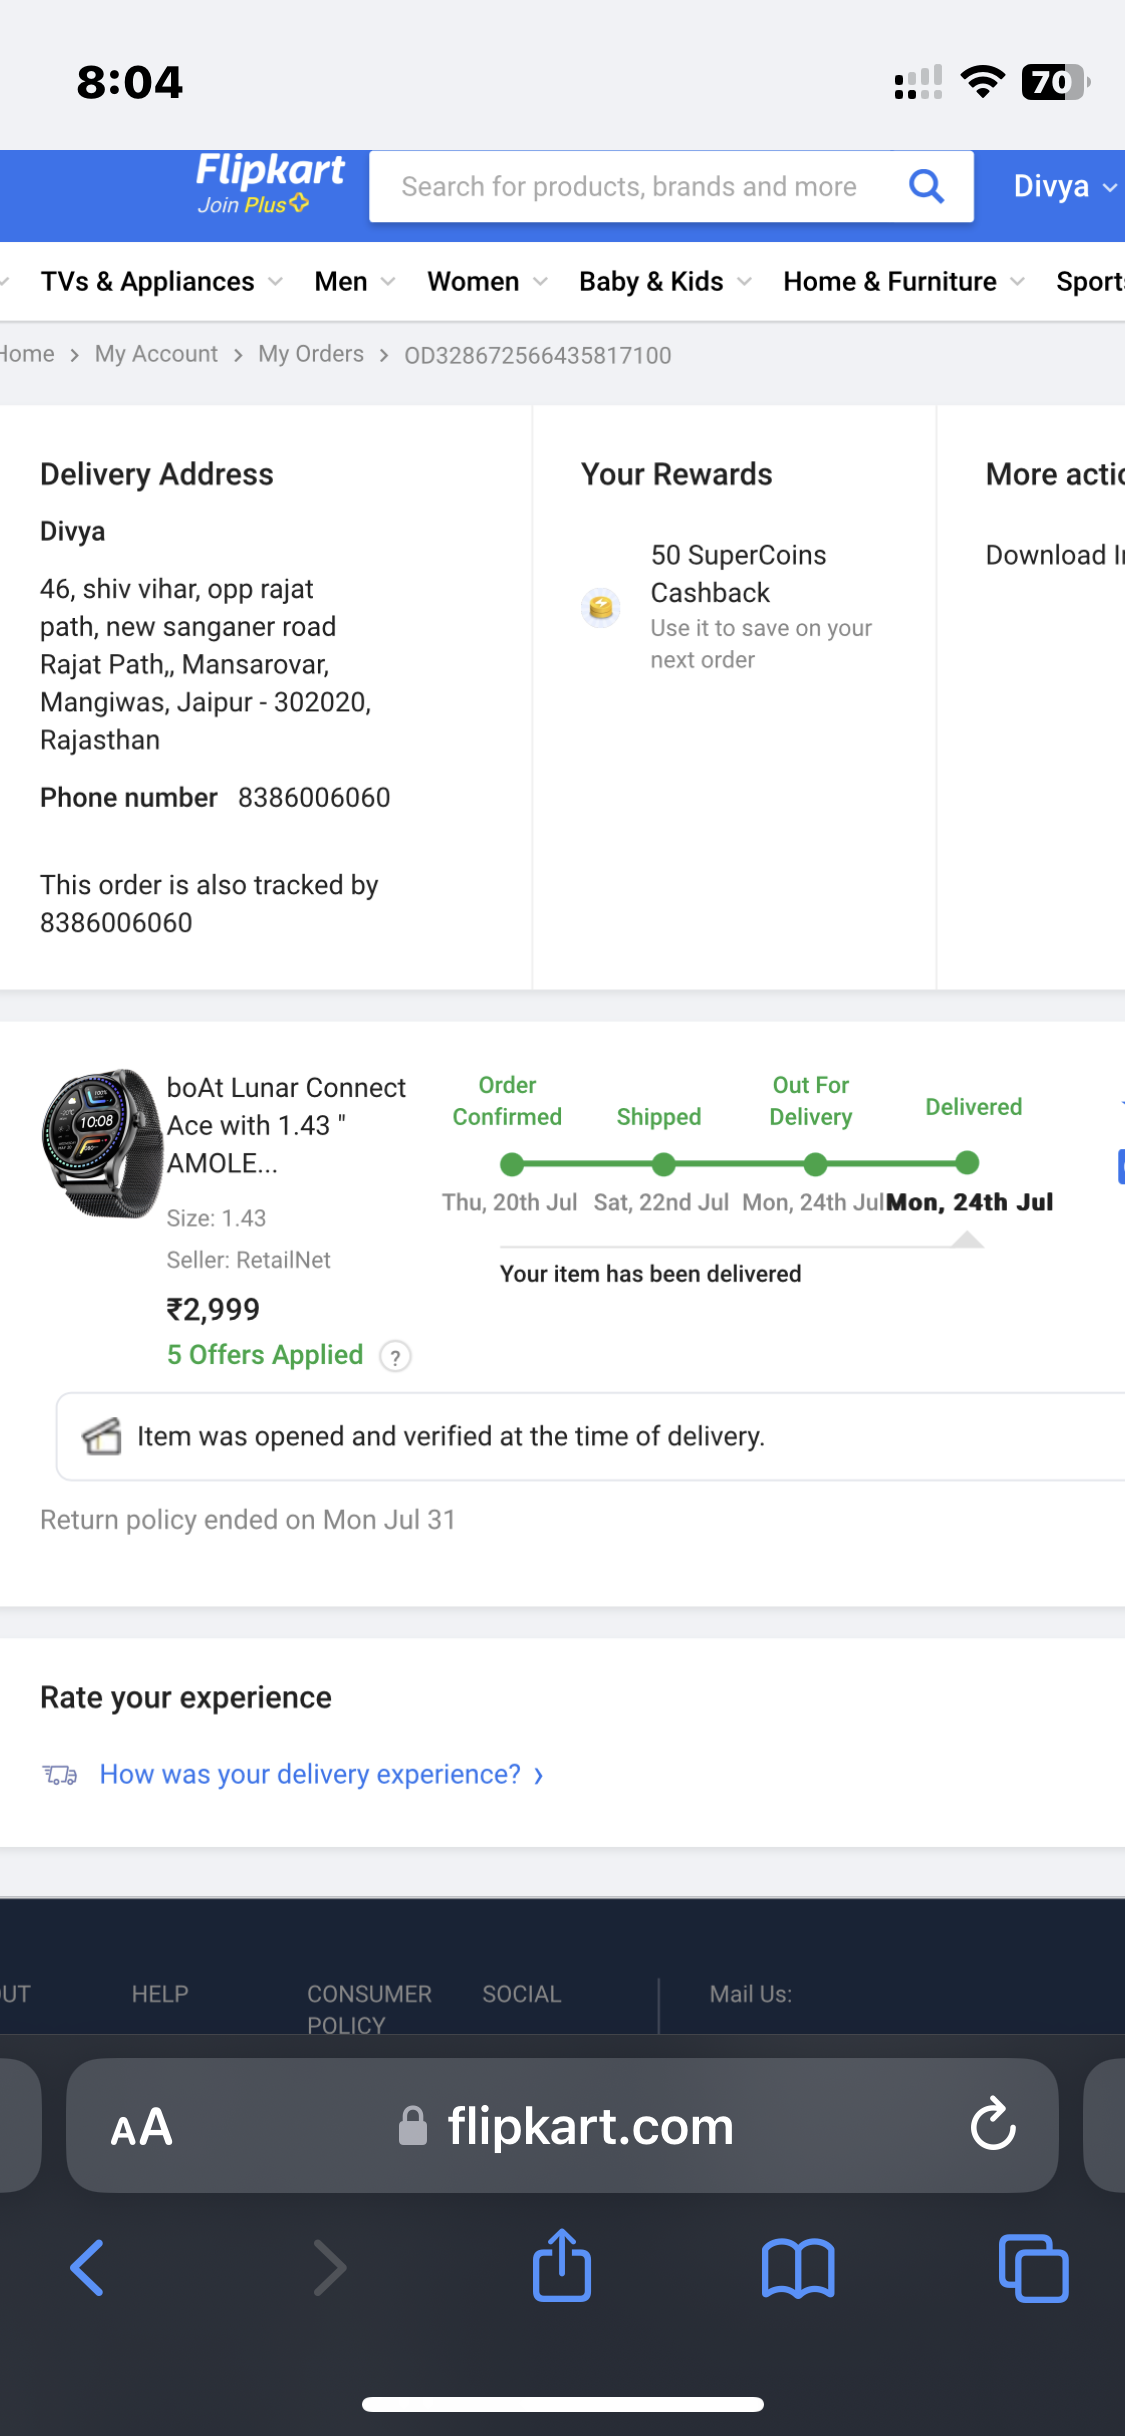 8:04
70
Flipkart
Join Plus
Search for products, brands and more
Divya
TVs & Appliances
Men
Women
Baby & Kids
Home & Furniture
Sports
Home > My Account > My Orders > OD328672566435817100
Delivery Address
Divya
46, shiv vihar, opp rajat
path, new sanganer road
Rajat Path,, Mansarovar,
Mangiwas, Jaipur - 302020,
Rajasthan
Phone number 8386006060
This order is also tracked by
8386006060
Your Rewards
50 SuperCoins
Cashback
Use it to save on your
next order
More actio
Download I
10:08
boAt Lunar Connect
Ace with 1.43 "
AMOLE...
Size: 1.43
Seller: RetailNet
₹2,999
5 Offers Applied ?
Order
Confirmed
Shipped
Out For
Delivery
Delivered
Thu, 20th Jul
Sat, 22nd Jul
Mon, 24th Jul
Mon, 24th Jul
Your item has been delivered
Item was opened and verified at the time of delivery.
Return policy ended on Mon Jul 31
Rate your experience
How was your delivery experience? ›
OUT
HELP
CONSUMER
POLICY
SOCIAL
Mail Us:
AA
flipkart.com